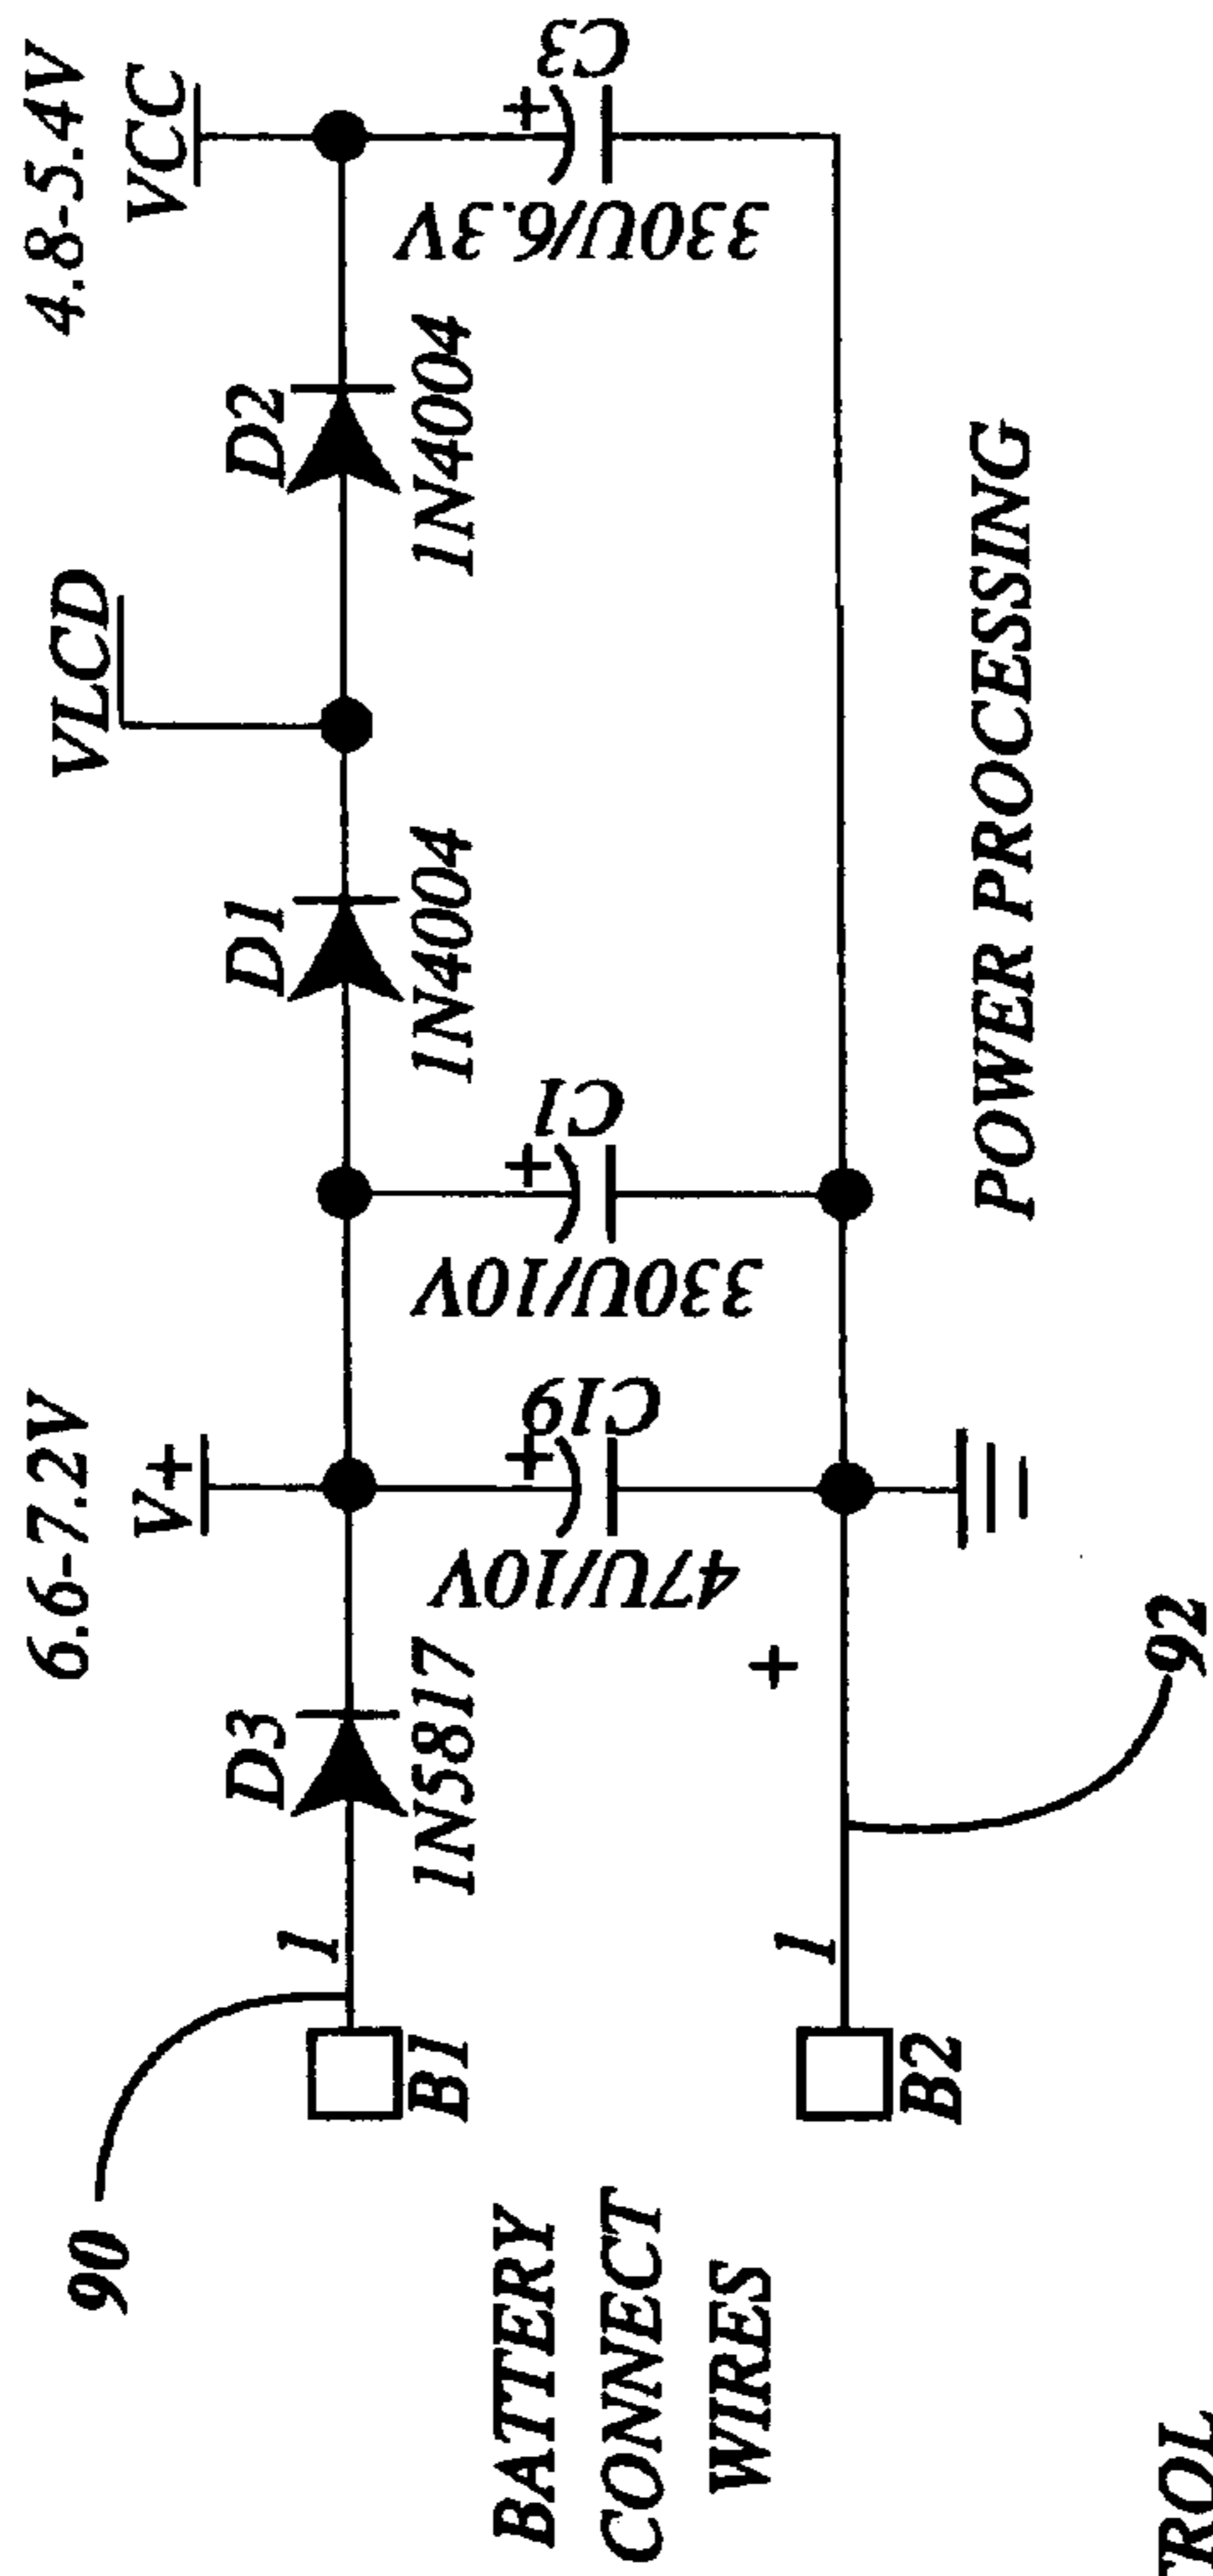 6.6-7.2V
4.8-5.4V
V+
VLCD
VCC
90
D3
D1
D2
1
B1
1N5817
1N4004
1N4004
BATTERY
CONNECT
WIRES
C19
47U/10V
C1
330U/10V
C3
330U/6.3V
+
+
+
+
1
B2
92
POWER PROCESSING
TROL